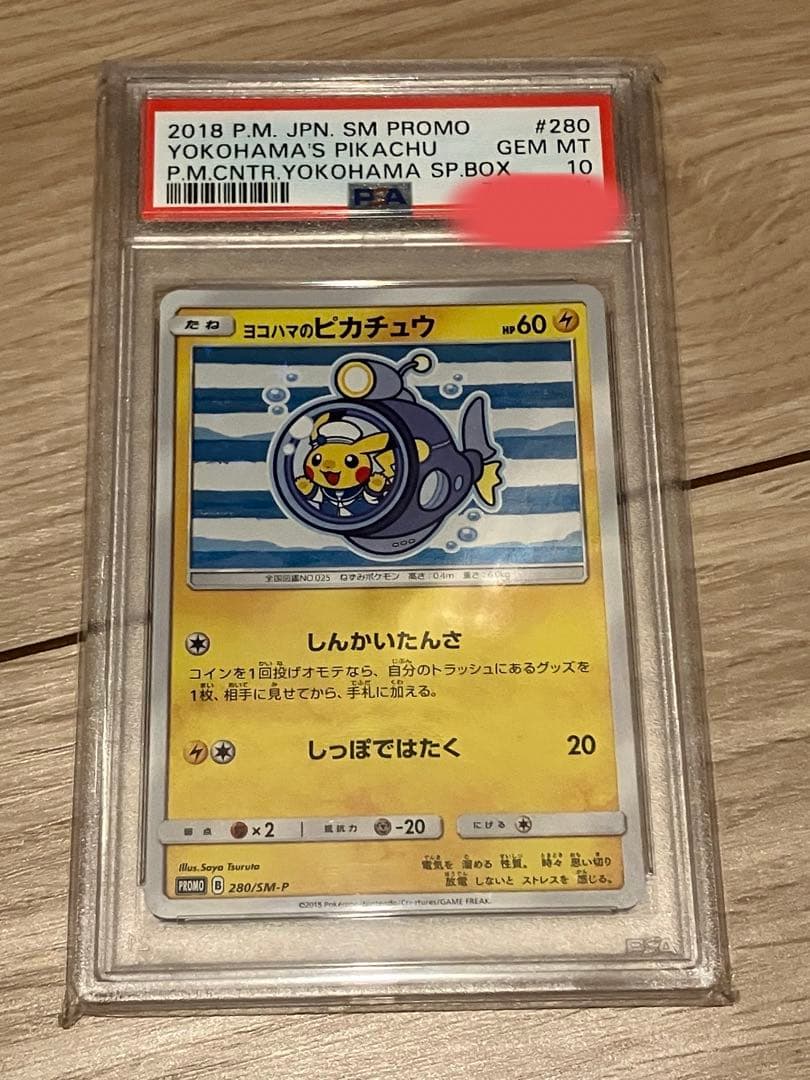 2018 P.M. JPN. SM PROMO #280
YOKOHAMA'S PIKACHU GEM MT
P.M.CNTR.YOKOHAMA SP.BOX 10
PSA
たね ヨコハマのピカチュウ HP60
全国図鑑NO.025 ねずみポケモン 高さ:0.4m 重さ:6.0kg
しんかいたんさ
コインを1回投げオモテなら、自分のトラッシュにあるグッズを
1枚、相手に見せてから、手札に加える。
しっぽではたく 20
弱点 ×2 抵抗力 -20 にげる
Illus. Saya Tsuruta
電気を 溜める 性質。 時々 思い切り
放電 しないと ストレスを 感じる。
PROMO B 280/SM-P
©2018 Pokémon/Nintendo/Creatures/GAME FREAK.
PSA